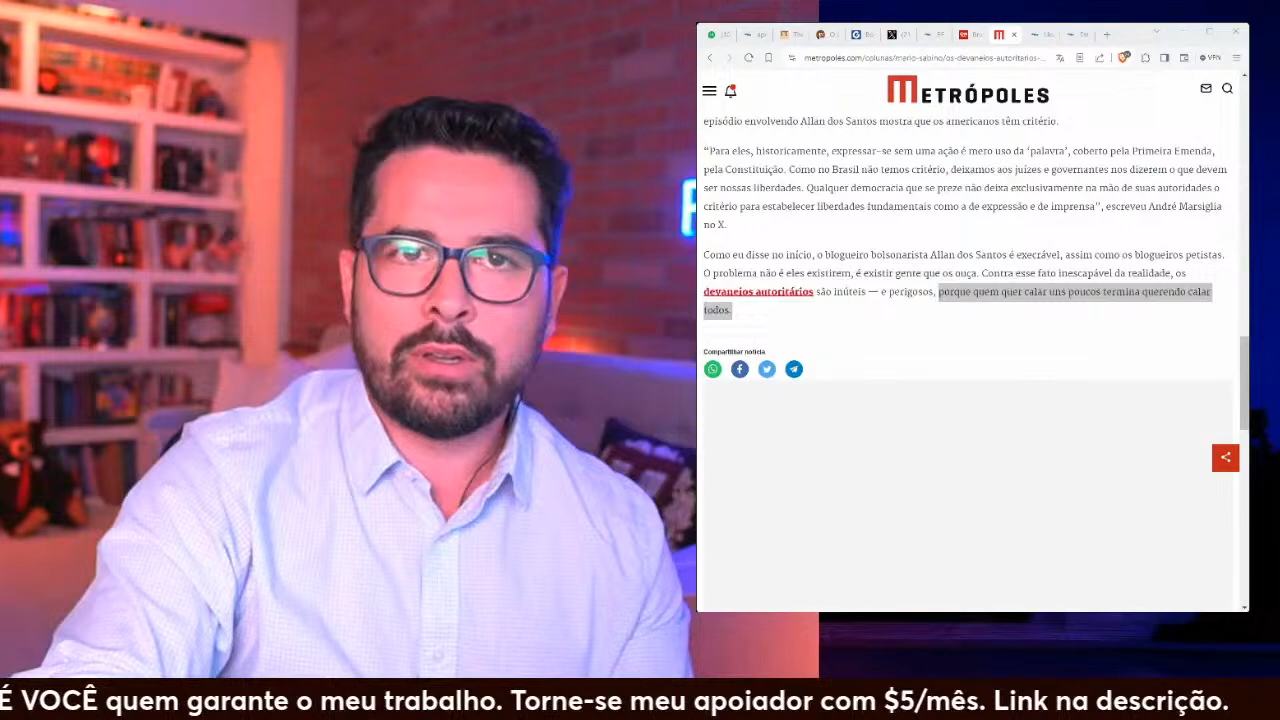 metropoles.com/colunas/mario-sabino/os-devaneios-autoritarios-...
VPN
METRÓPOLES
episódio envolvendo Allan dos Santos mostra que os americanos têm critério.
“Para eles, historicamente, expressar-se sem uma ação é mero uso da ‘palavra’, coberto pela Primeira Emenda,
pela Constituição. Como no Brasil não temos critério, deixamos aos juízes e governantes nos dizerem o que devem
ser nossas liberdades. Qualquer democracia que se preze não deixa exclusivamente na mão de suas autoridades o
critério para estabelecer liberdades fundamentais como a de expressão e de imprensa”, escreveu André Marsiglia
no X.
Como eu disse no início, o blogueiro bolsonarista Allan dos Santos é execrável, assim como os blogueiros petistas.
O problema não é eles existirem, é existir gente que os ouça. Contra esse fato inescapável da realidade, os
devaneios autoritários são inúteis — e perigosos, porque quem quer calar uns poucos termina querendo calar
todos.
Compartilhar notícia
É VOCÊ quem garante o meu trabalho. Torne-se meu apoiador com $5/mês. Link na descrição.